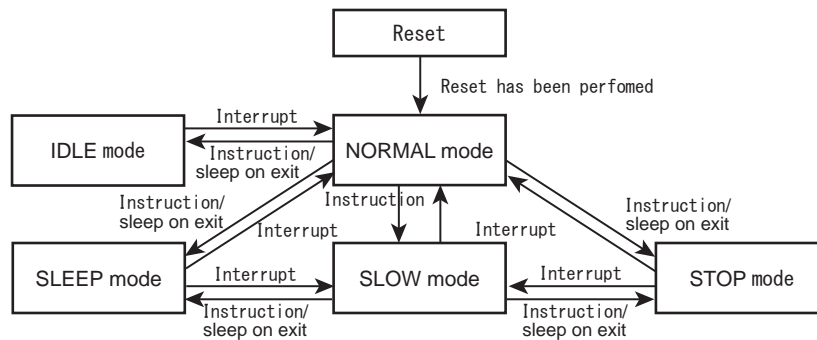 Reset
Reset has been perfomed
Interrupt
IDLE mode
NORMAL mode
Instruction/
sleep on exit
Instruction/
sleep on exit
Instruction
Instruction/
sleep on exit
Interrupt
Interrupt
SLEEP mode
Interrupt
SLOW mode
Interrupt
STOP mode
Instruction/
sleep on exit
Instruction/
sleep on exit